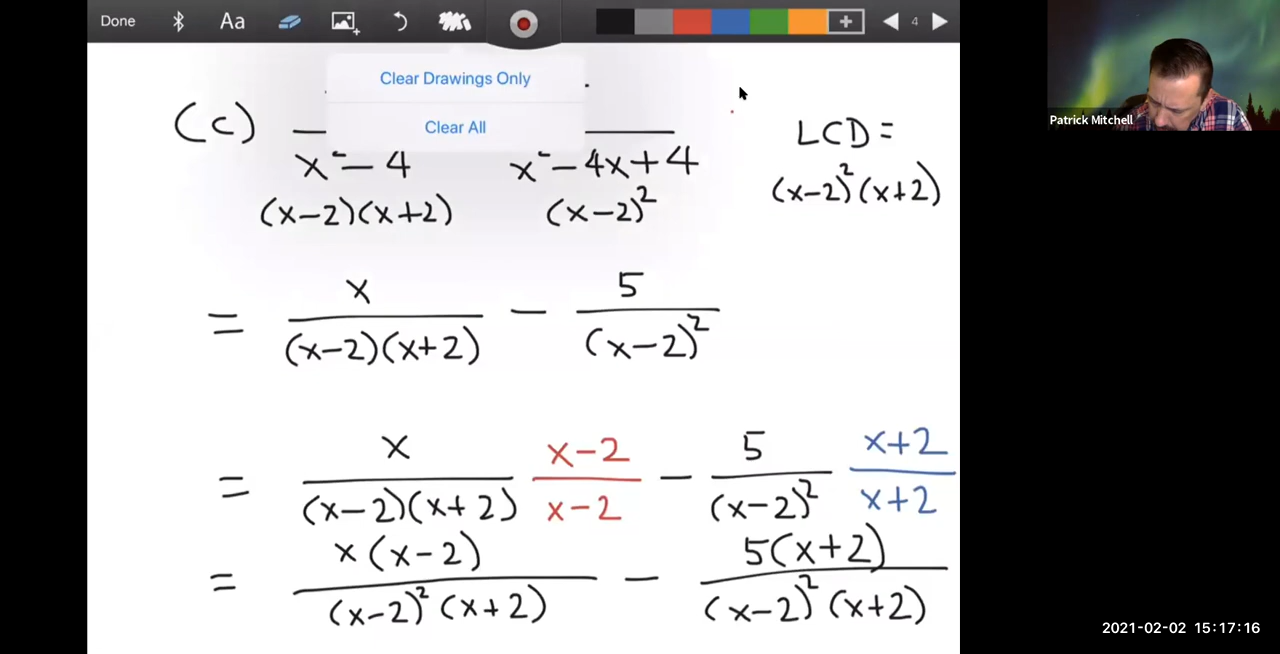 Done Aa 4
Clear Drawings Only
Clear All
(c)
x²-4 x²-4x+4 LCD=
(x-2)(x+2) (x-2)² (x-2)²(x+2)
= x/((x-2)(x+2)) - 5/(x-2)²
= x/((x-2)(x+2)) (x-2)/(x-2) - 5/(x-2)² (x+2)/(x+2)
= x(x-2)/((x-2)²(x+2)) - 5(x+2)/((x-2)²(x+2))
Patrick Mitchell
2021-02-02 15:17:16